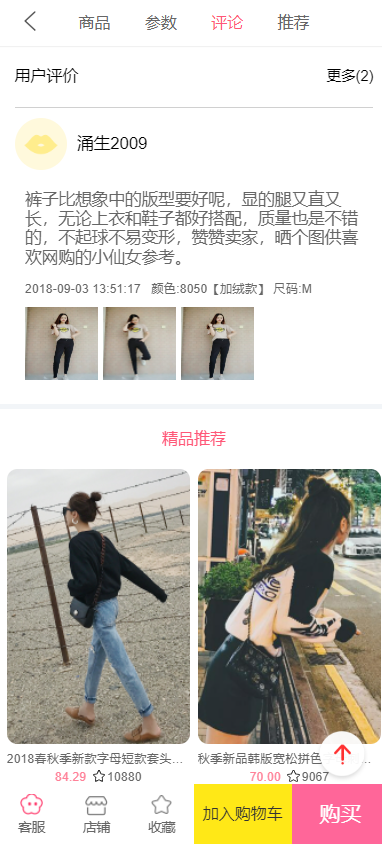 商品 参数 评论 推荐
用户评价 更多(2)
涌生2009
裤子比想象中的版型要好呢，显的腿又直又
长，无论上衣和鞋子都好搭配，质量也是不错
的，不起球不易变形，赞赞卖家，晒个图供喜
欢网购的小仙女参考。
2018-09-03 13:51:17 颜色:8050【加绒款】 尺码:M
精品推荐
2018春秋季新款字母短款套头...
84.29 10880
秋季新品韩版宽松拼色
70.00 9067
客服 店铺 收藏 加入购物车 购买